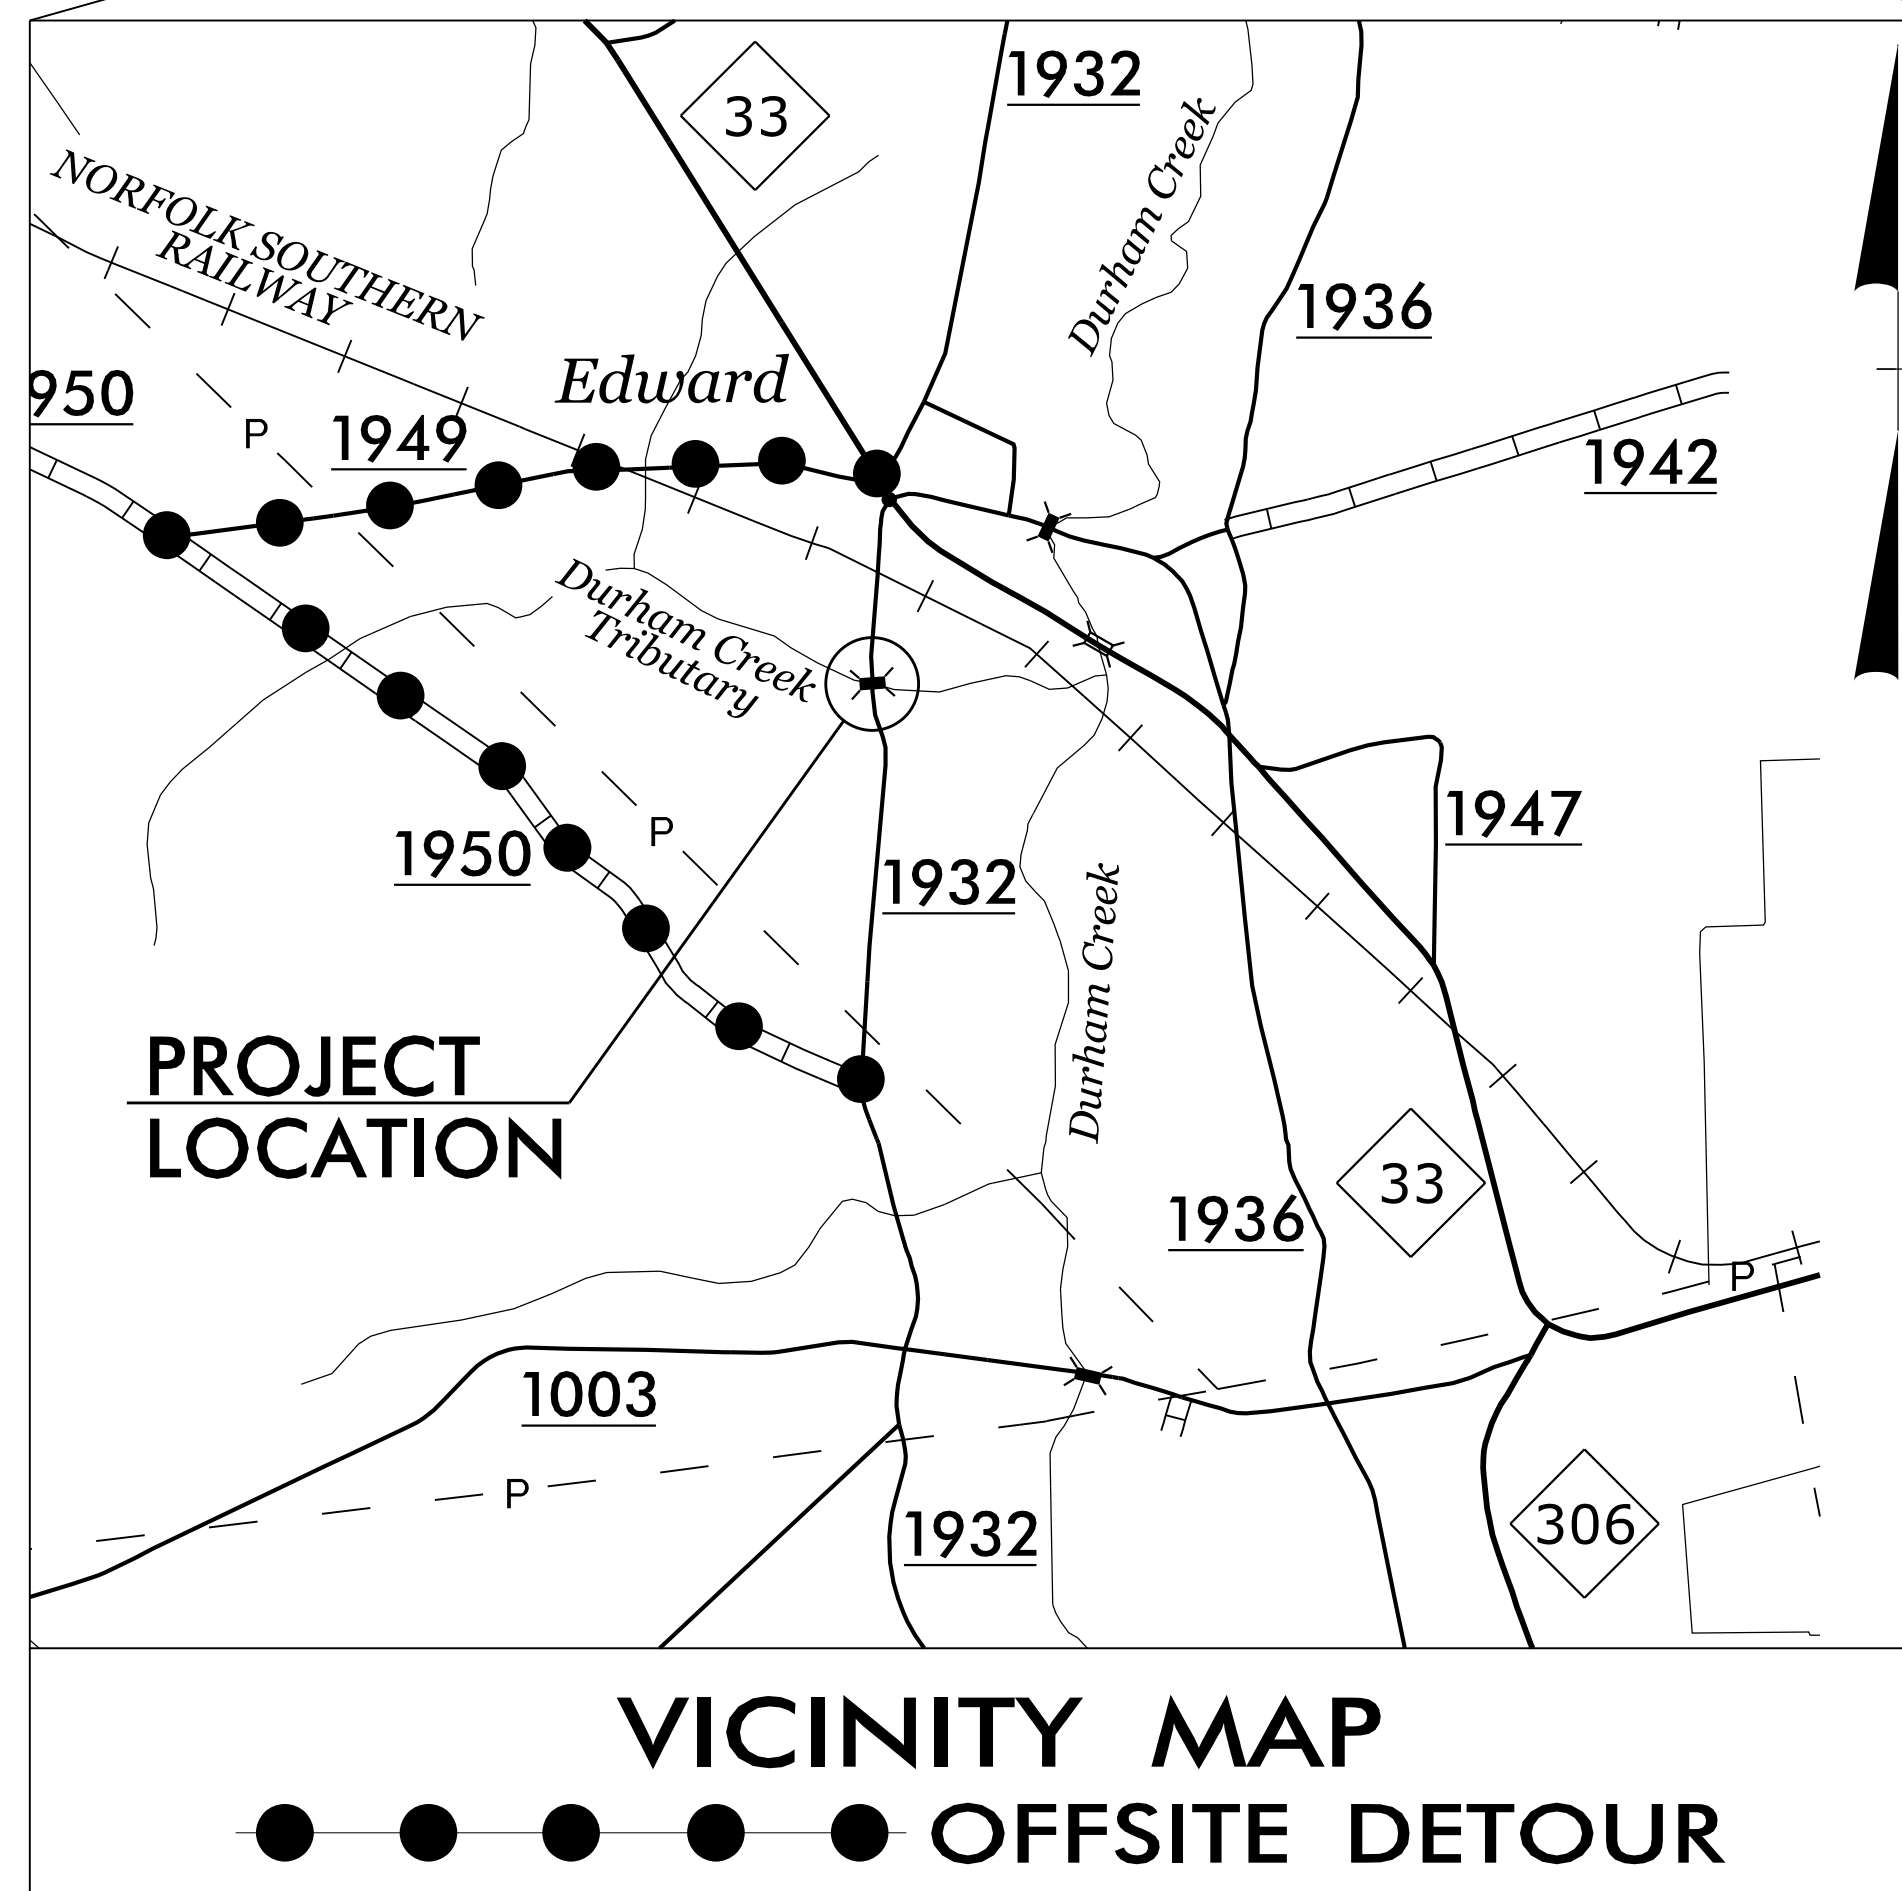 33
1932
Durham Creek
NORFOLK SOUTHERN
RAILWAY
1936
Edward
950
P
1949
1942
Durham Creek
Tributary
1947
P
1950
1932
Durham Creek
PROJECT
LOCATION
33
1936
P
1003
P
1932
306
VICINITY MAP
OFFSITE DETOUR